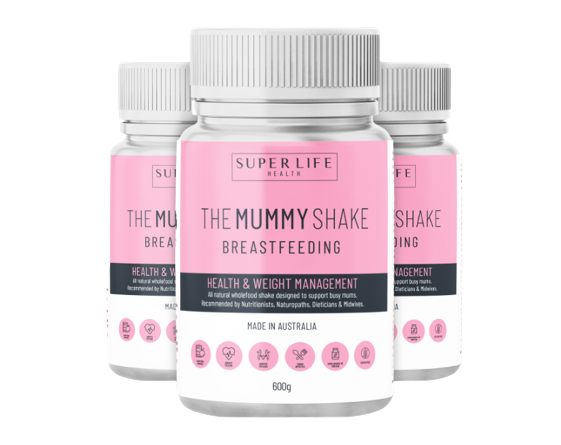 SUPER LIFE
HEALTH
THE MUMMY SHAKE
BREASTFEEDING
HEALTH & WEIGHT MANAGEMENT
All natural wholefood shake designed to support busy mums.
Recommended by Nutritionists, Naturopaths, Dieticians & Midwives.
MADE IN AUSTRALIA
600g